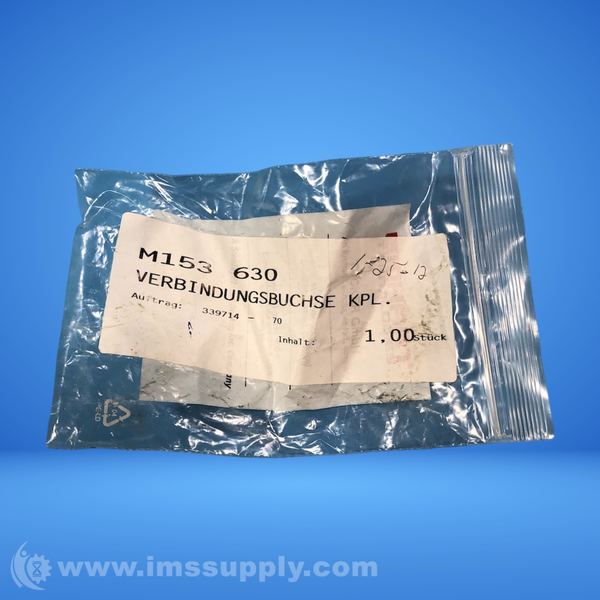 M153 630
1-25-12
VERBINDUNGSBUCHSE KPL.
Auftrag: 339714 - 70
Inhalt: 1,00 Stück
www.imssupply.com